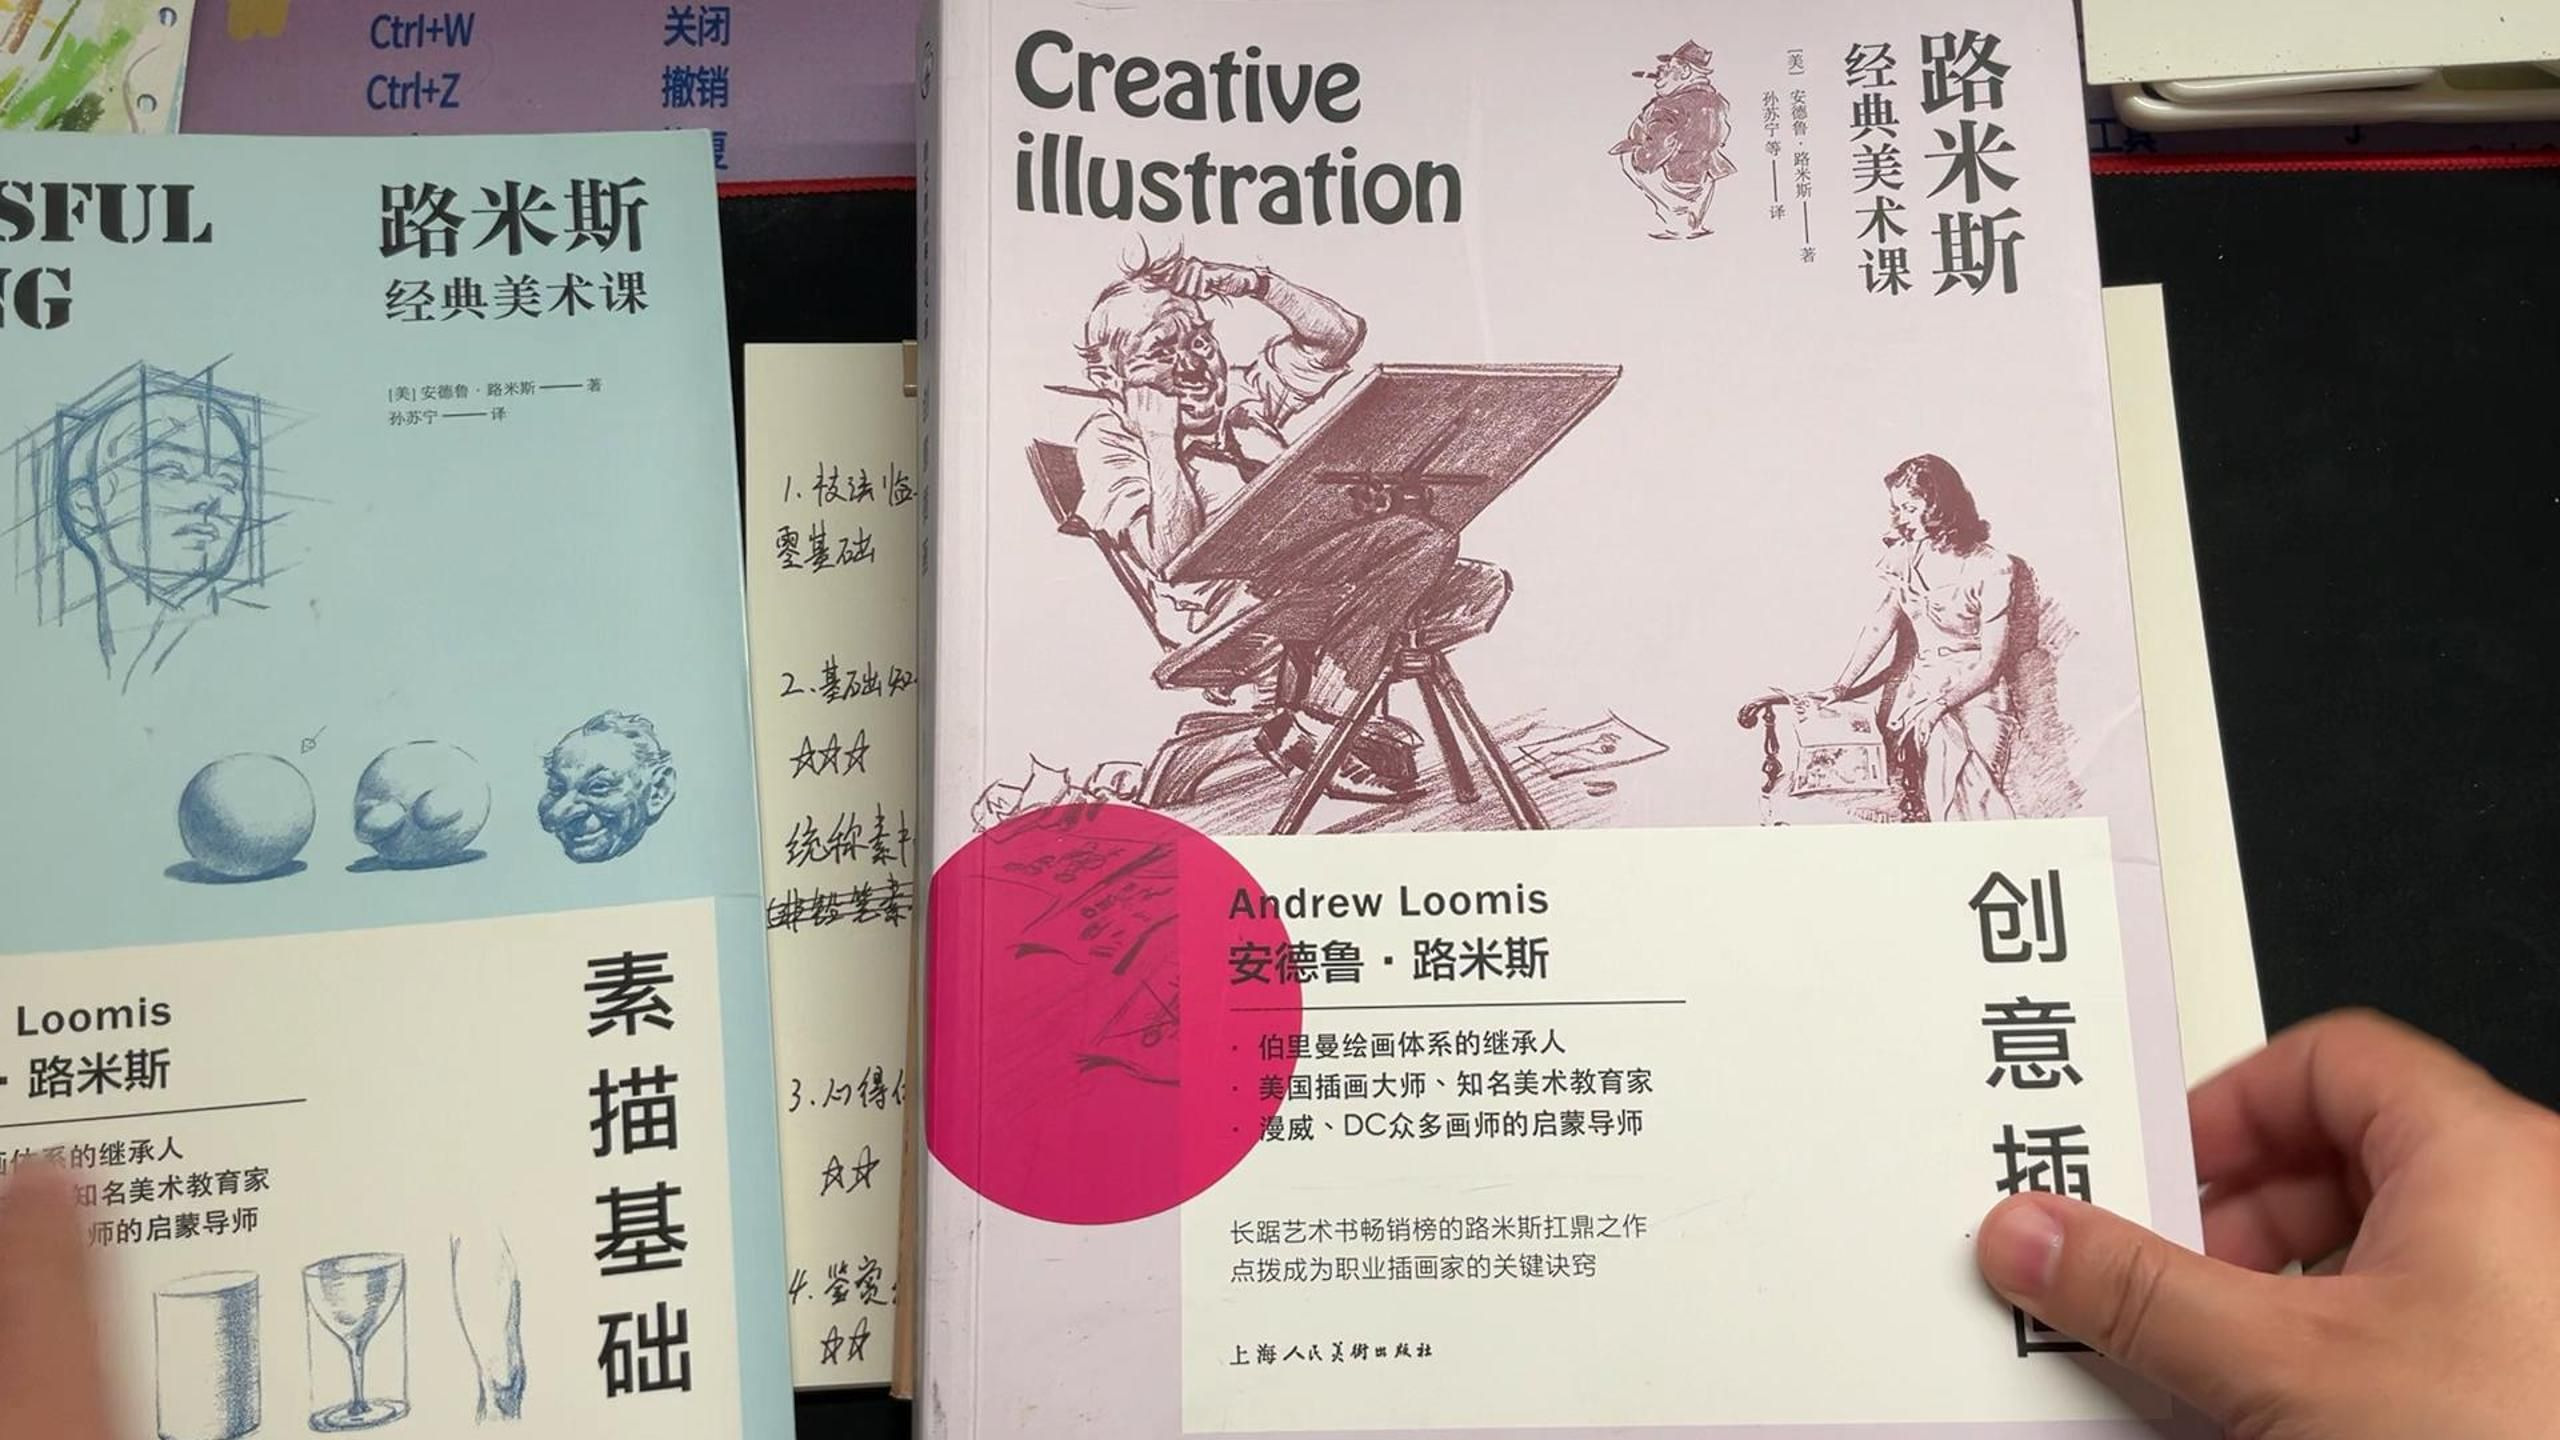 Ctrl+W 关闭
Ctrl+Z 撤销
工具
SFUL
NG
路米斯
经典美术课
[美] 安德鲁·路米斯——著
孙苏宁——译
Loomis
·路米斯
体系的继承人
知名美术教育家
师的启蒙导师
素描基础
1.技法临
零基础
2.基础知
☆☆☆
统称素
3.心得
☆☆
4.鉴赏
☆☆
Creative
illustration
路米斯
经典美术课
[美] 安德鲁·路米斯——著
孙苏宁 等——译
Andrew Loomis
安德鲁·路米斯
· 伯里曼绘画体系的继承人
· 美国插画大师、知名美术教育家
· 漫威、DC众多画师的启蒙导师
长踞艺术书畅销榜的路米斯扛鼎之作
点拨成为职业插画家的关键诀窍
上海人民美術出版社
创意插